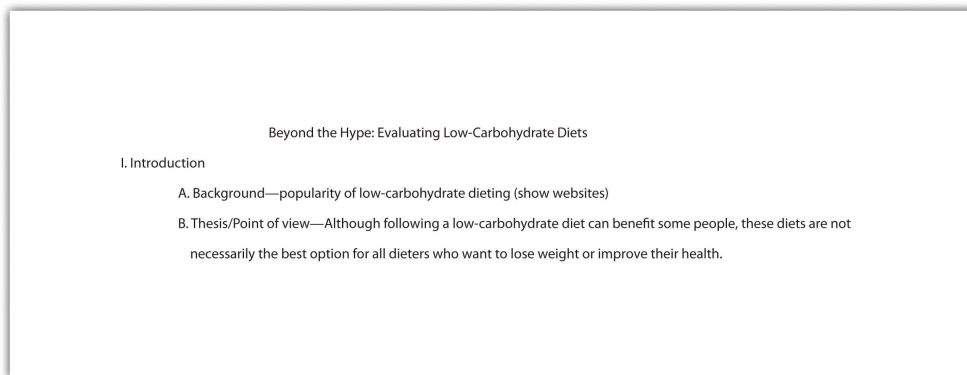 Beyond the Hype: Evaluating Low-Carbohydrate Diets
I. Introduction
A. Background—popularity of low-carbohydrate dieting (show websites)
B. Thesis/Point of view—Although following a low-carbohydrate diet can benefit some people, these diets are not
necessarily the best option for all dieters who want to lose weight or improve their health.